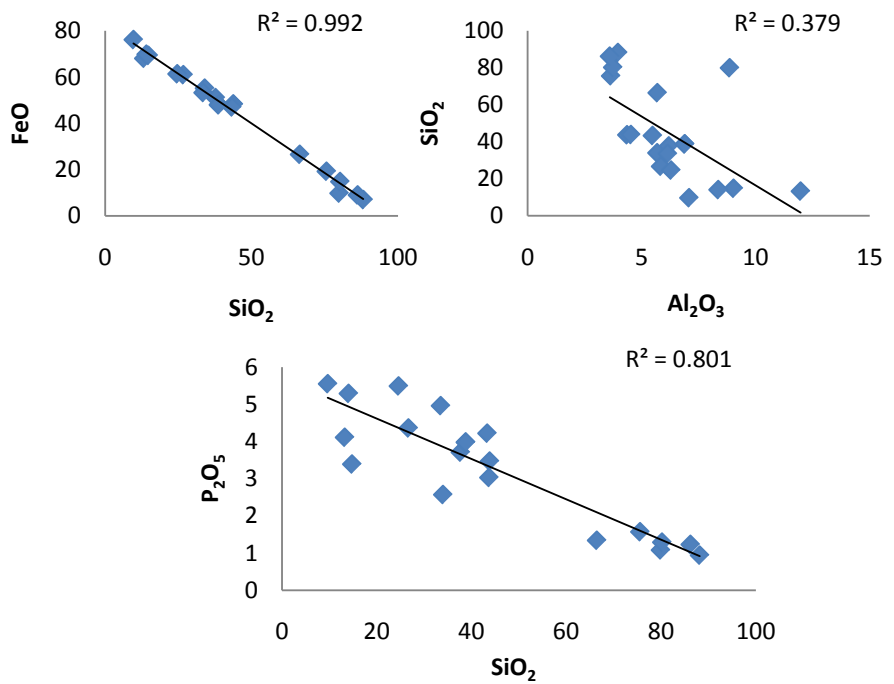 R² = 0.992
80
60
40
20
0
FeO
0 50 100
SiO₂
R² = 0.379
100
80
60
40
20
0
SiO₂
0 5 10 15
Al₂O₃
R² = 0.801
6
5
4
3
2
1
0
P₂O₅
0 20 40 60 80 100
SiO₂